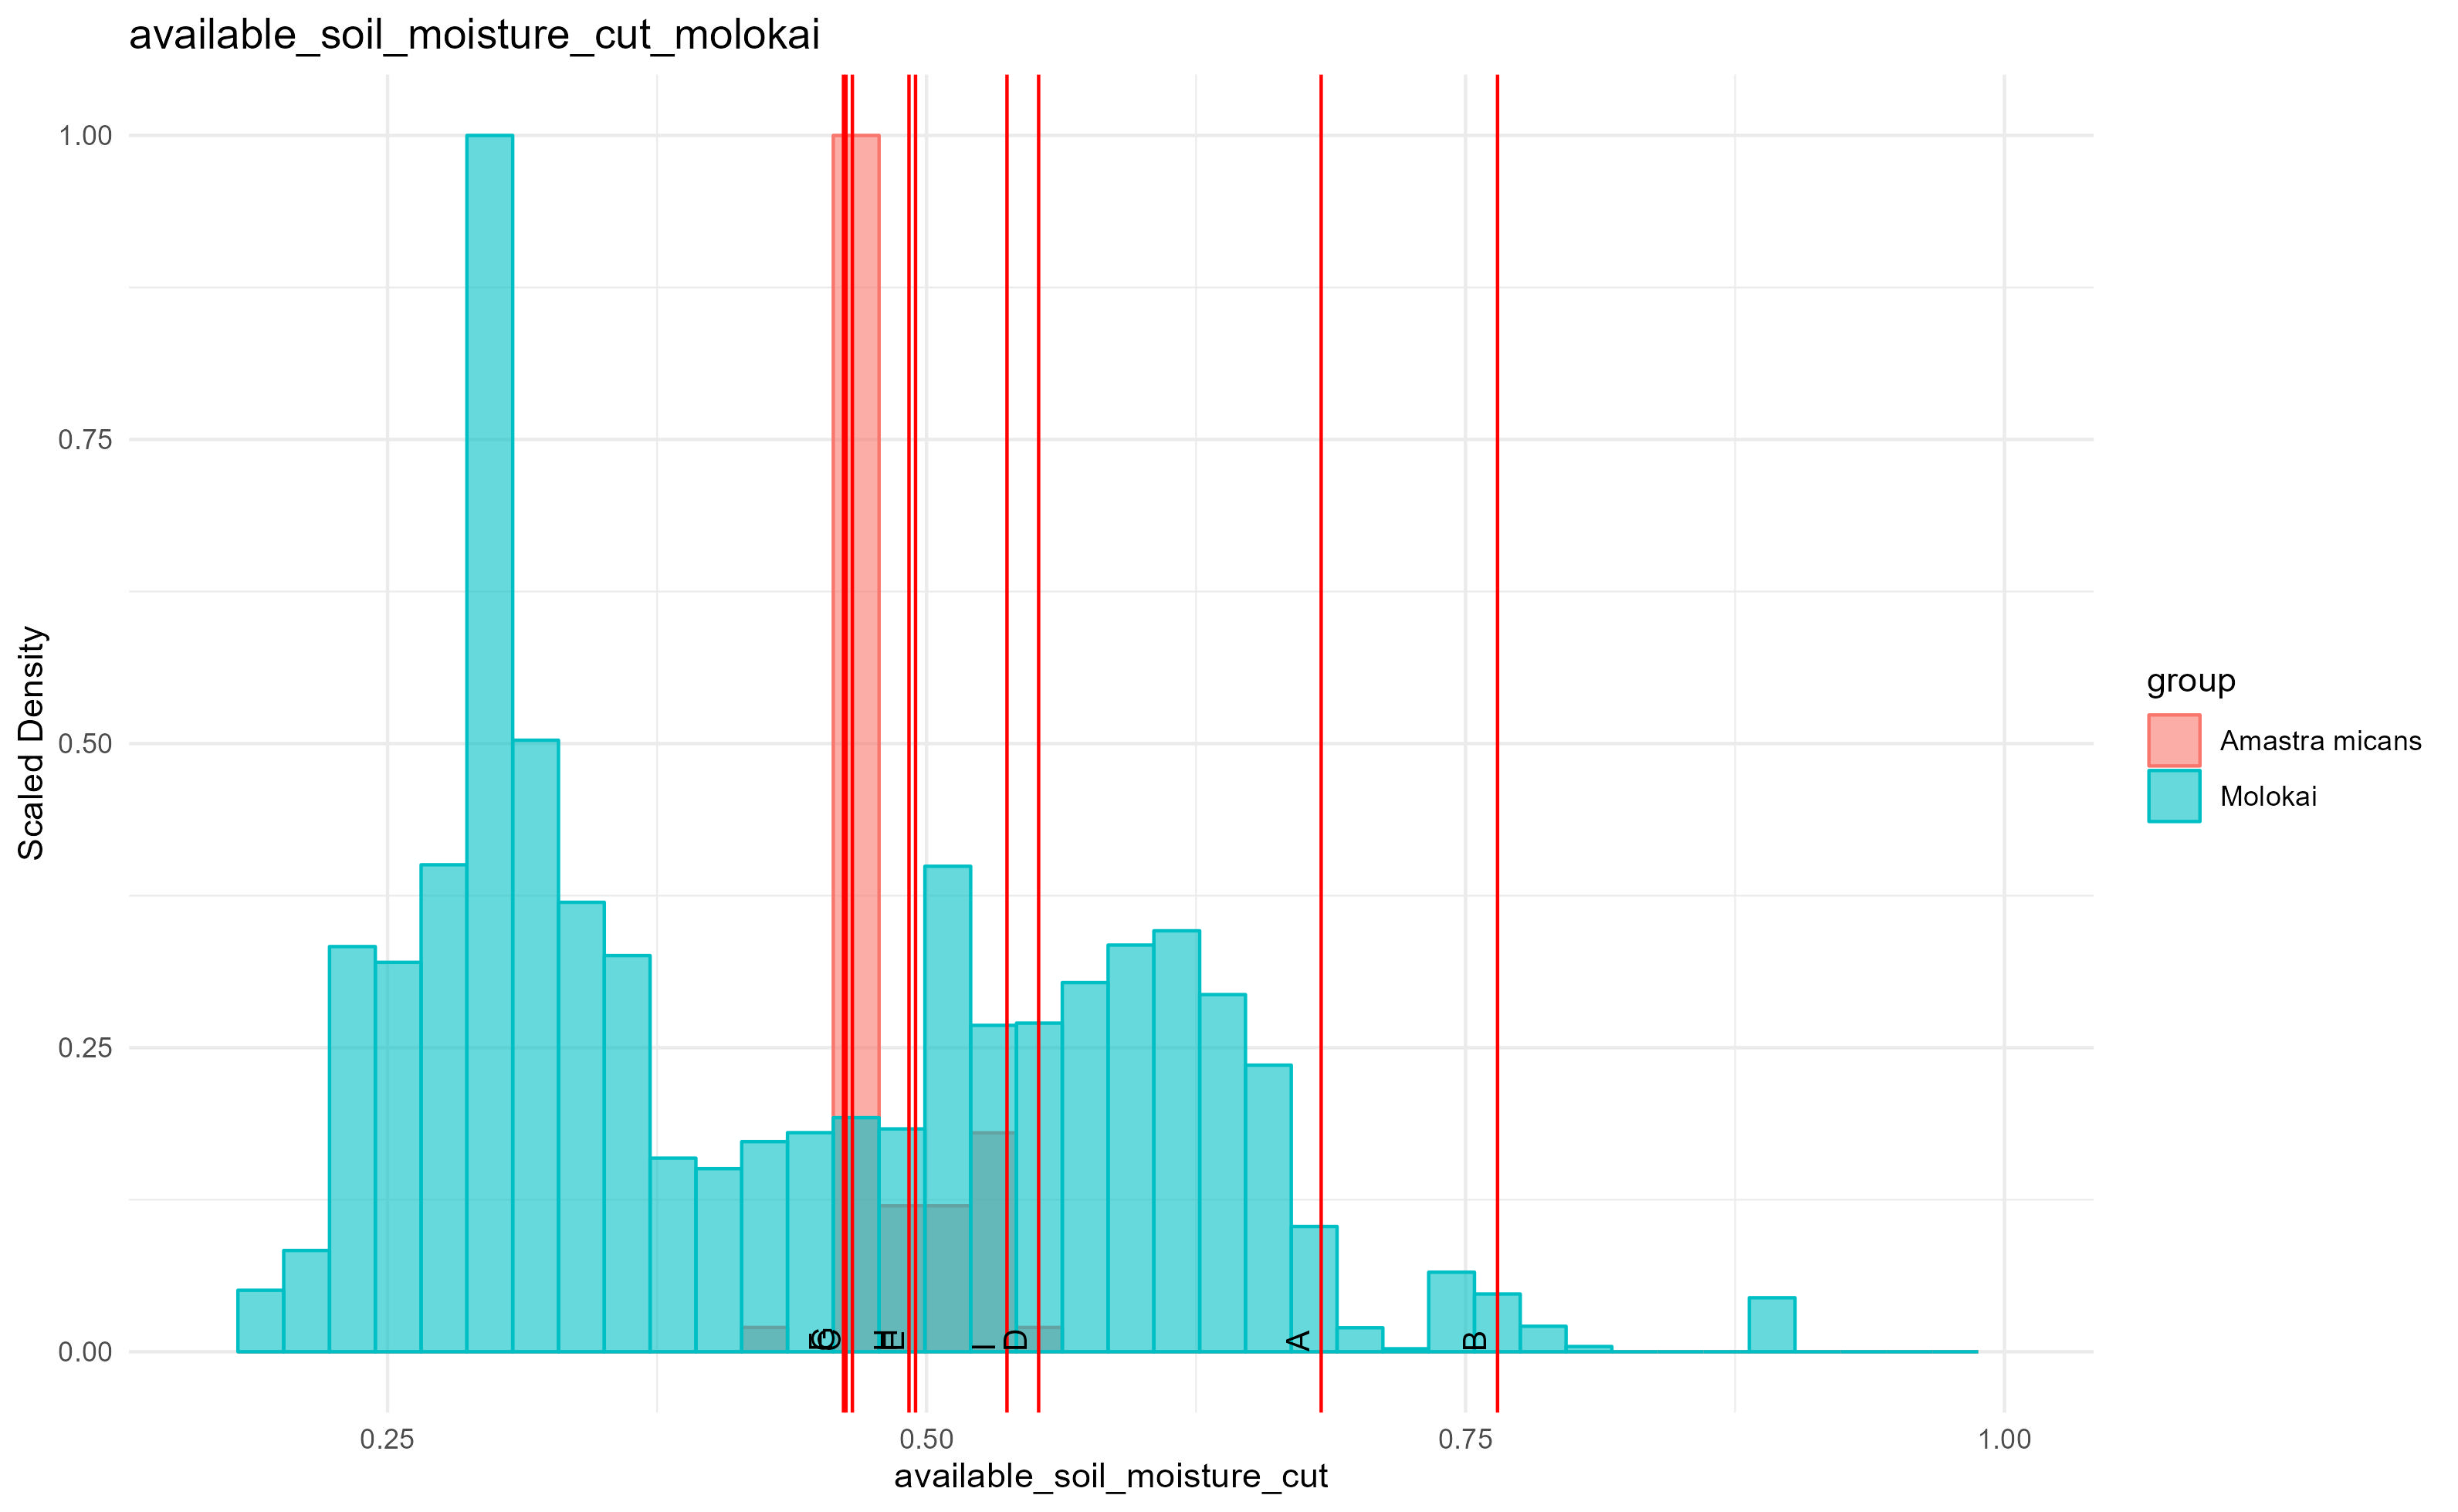 available_soil_moisture_cut_molokai
1.00
0.75
0.50
0.25
0.00
Scaled Density
G
H
E
I
D
A
B
0.25
0.50
0.75
1.00
available_soil_moisture_cut
group
Amastra micans
Molokai